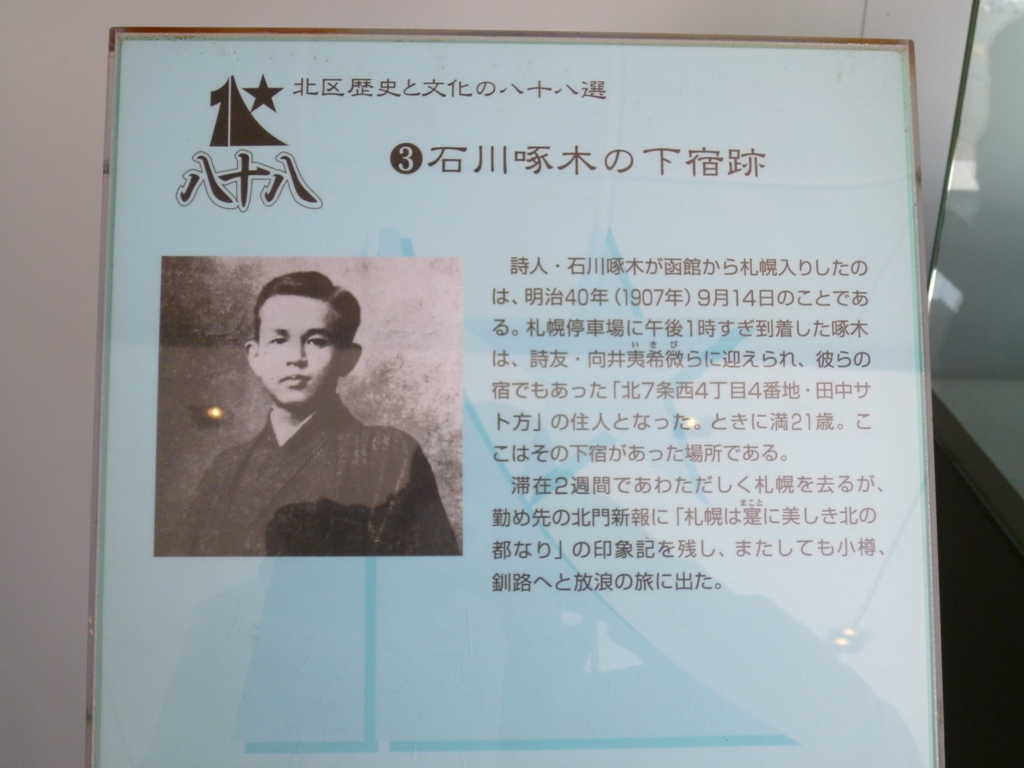 北区歴史と文化の八十八選
八十八
❸石川啄木の下宿跡
詩人・石川啄木が函館から札幌入りしたの
は、明治40年(1907年)9月14日のことであ
る。札幌停車場に午後1時すぎ到着した啄木
いきび
は、詩友・向井夷希微らに迎えられ、彼らの
宿でもあった「北7条西4丁目4番地・田中サ
ト方」の住人となった。ときに満21歳。こ
こはその下宿があった場所である。
滞在2週間であわただしく札幌を去るが、
まこと
勤め先の北門新報に「札幌は寔に美しき北の
都なり」の印象記を残し、またしても小樽、
釧路へと放浪の旅に出た。